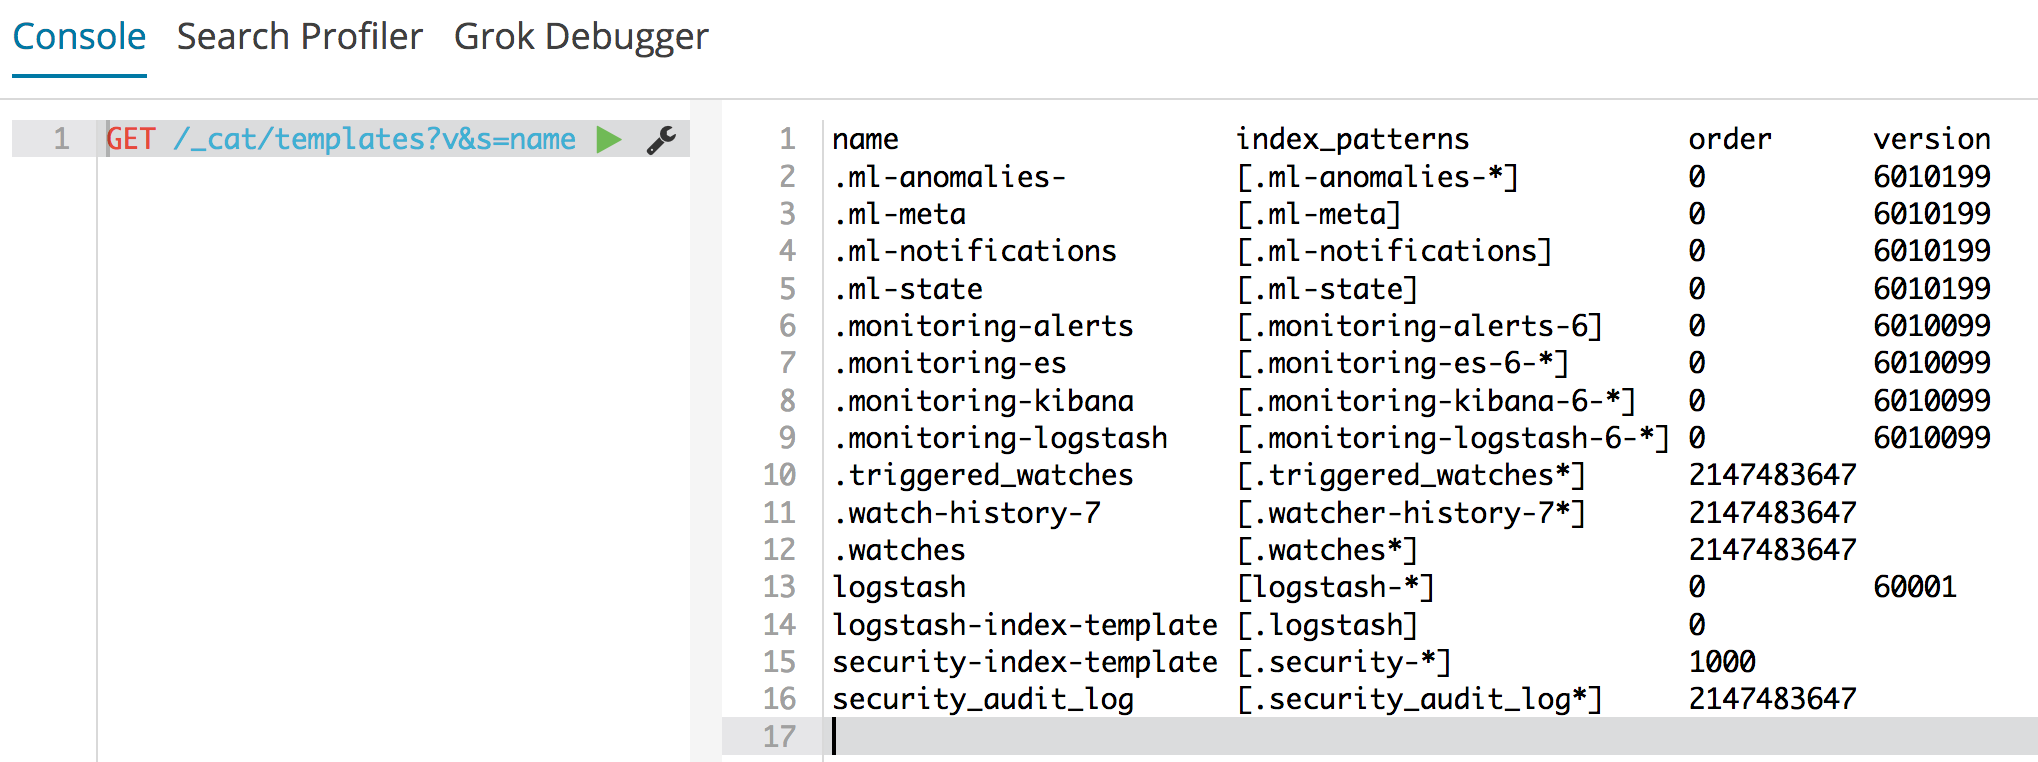 Console Search Profiler Grok Debugger
1 GET /_cat/templates?v&s=name
1 name index_patterns order version
2 .ml-anomalies- [.ml-anomalies-*] 0 6010199
3 .ml-meta [.ml-meta] 0 6010199
4 .ml-notifications [.ml-notifications] 0 6010199
5 .ml-state [.ml-state] 0 6010199
6 .monitoring-alerts [.monitoring-alerts-6] 0 6010099
7 .monitoring-es [.monitoring-es-6-*] 0 6010099
8 .monitoring-kibana [.monitoring-kibana-6-*] 0 6010099
9 .monitoring-logstash [.monitoring-logstash-6-*] 0 6010099
10 .triggered_watches [.triggered_watches*] 2147483647
11 .watch-history-7 [.watcher-history-7*] 2147483647
12 .watches [.watches*] 2147483647
13 logstash [logstash-*] 0 60001
14 logstash-index-template [.logstash] 0
15 security-index-template [.security-*] 1000
16 security_audit_log [.security_audit_log*] 2147483647
17